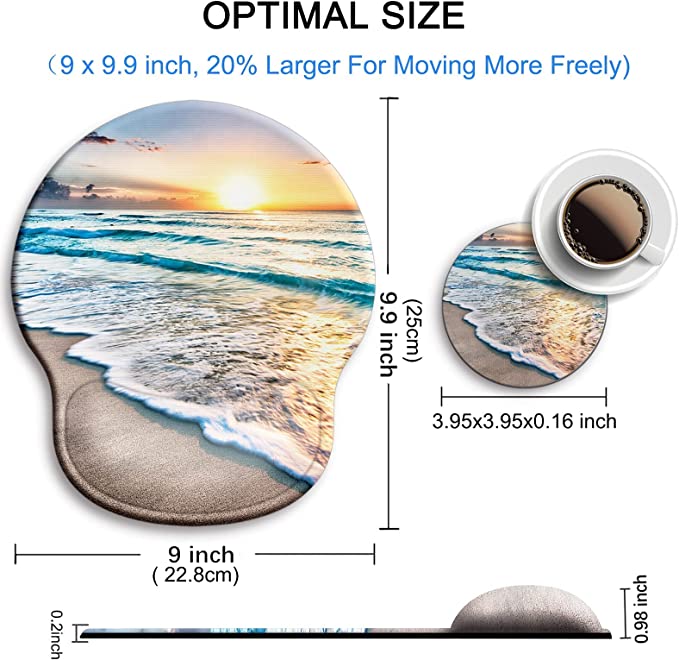 OPTIMAL SIZE
（9 x 9.9 inch, 20% Larger For Moving More Freely)
9.9 inch
(25cm)
3.95x3.95x0.16 inch
9 inch
( 22.8cm)
0.2inch
0.98 inch